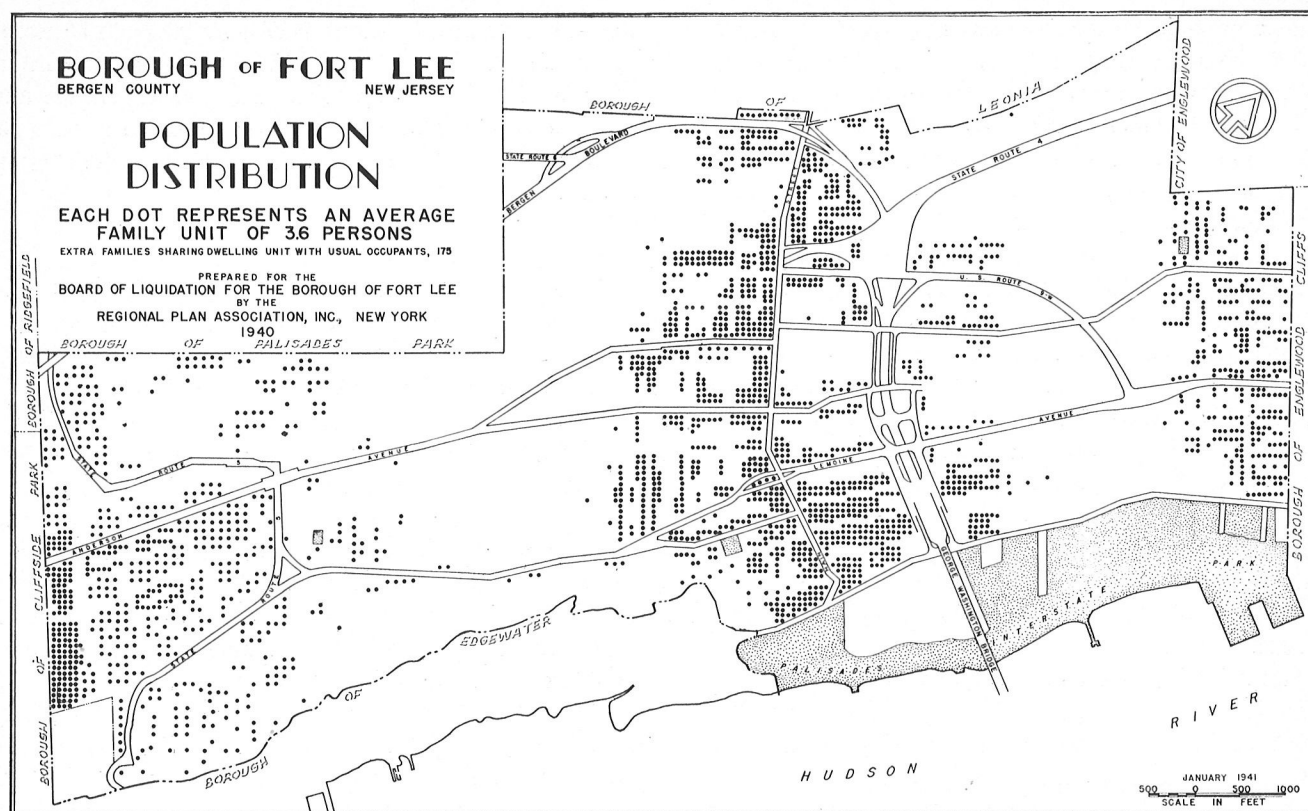 BOROUGH OF FORT LEE
BERGEN COUNTY NEW JERSEY
POPULATION
DISTRIBUTION
EACH DOT REPRESENTS AN AVERAGE
FAMILY UNIT OF 3.6 PERSONS
EXTRA FAMILIES SHARING DWELLING UNIT WITH USUAL OCCUPANTS, 175
PREPARED FOR THE
BOARD OF LIQUIDATION FOR THE BOROUGH OF FORT LEE
BY THE
REGIONAL PLAN ASSOCIATION, INC., NEW YORK
1940
BOROUGH OF PALISADES PARK
BOROUGH OF RIDGEFIELD
BOROUGH OF CLIFFSIDE PARK
BOROUGH OF LEONIA
CITY OF ENGLEWOOD
BOROUGH OF ENGLEWOOD CLIFFS
STATE ROUTE 6
BERGEN BOULEVARD
STATE ROUTE 4
U. S. ROUTE 9-W
STATE ROUTE 5
ANDERSON AVENUE
STATE ROUTE 5
LEMOINE AVENUE
MAIN
GEORGE WASHINGTON BRIDGE
PALISADES INTERSTATE PARK
BOROUGH OF EDGEWATER
HUDSON RIVER
JANUARY 1941
500 0 500 1000
SCALE IN FEET